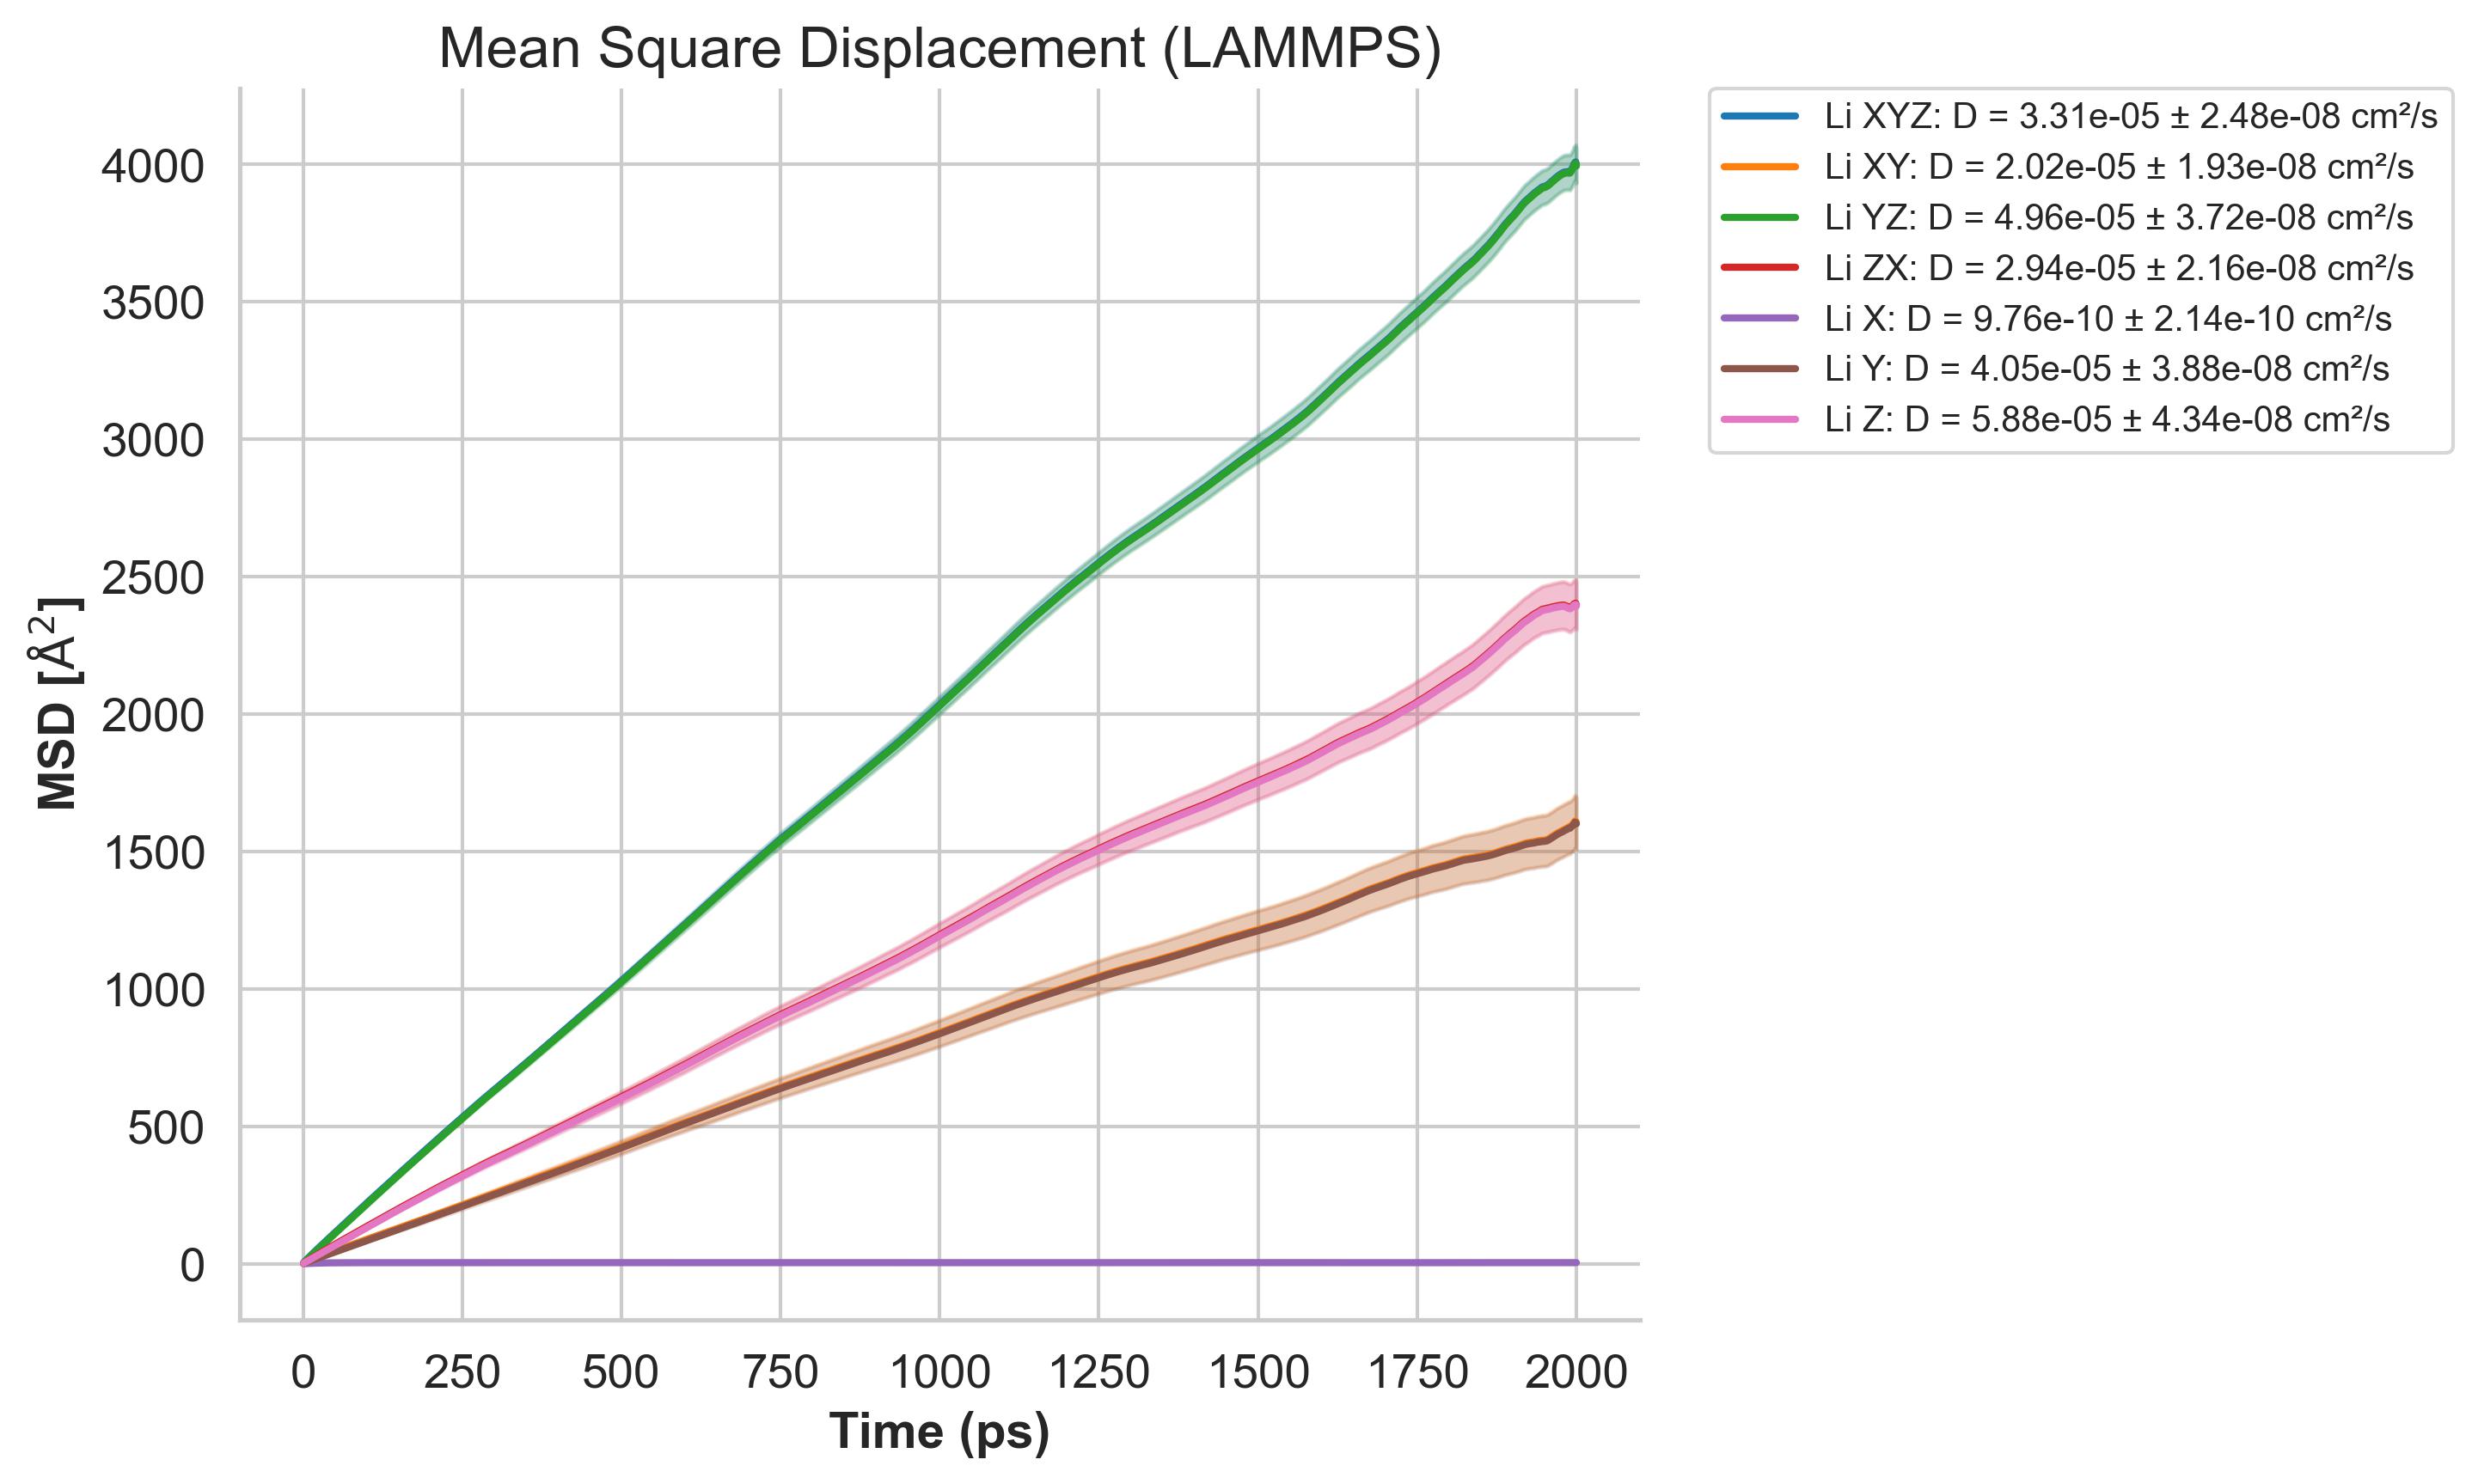 Mean Square Displacement (LAMMPS)
MSD [Å²]
4000
3500
3000
2500
2000
1500
1000
500
0
0 250 500 750 1000 1250 1500 1750 2000
Time (ps)
Li XYZ: D = 3.31e-05 ± 2.48e-08 cm²/s
Li XY: D = 2.02e-05 ± 1.93e-08 cm²/s
Li YZ: D = 4.96e-05 ± 3.72e-08 cm²/s
Li ZX: D = 2.94e-05 ± 2.16e-08 cm²/s
Li X: D = 9.76e-10 ± 2.14e-10 cm²/s
Li Y: D = 4.05e-05 ± 3.88e-08 cm²/s
Li Z: D = 5.88e-05 ± 4.34e-08 cm²/s